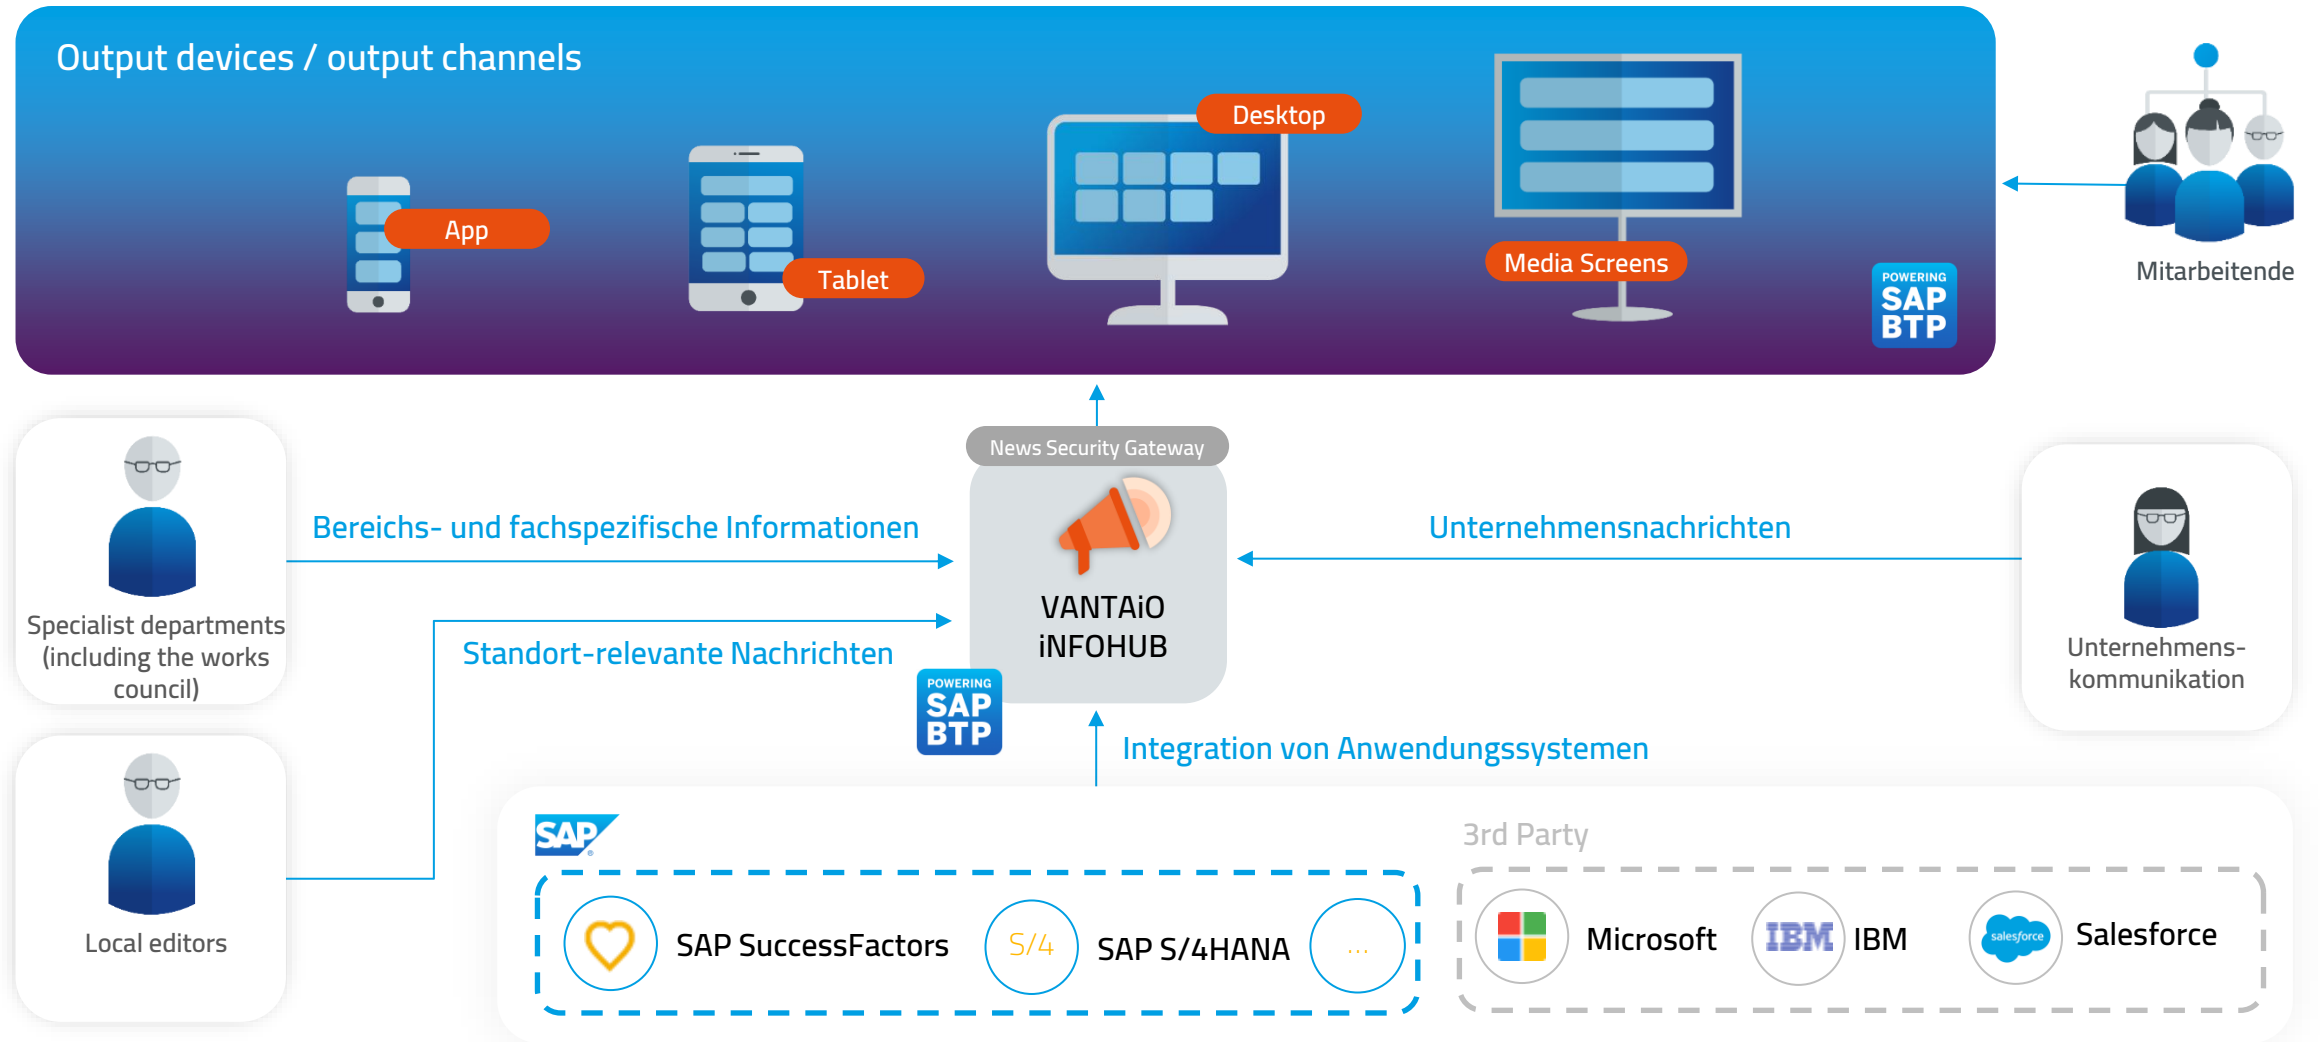 Output devices / output channels
Desktop
App
Tablet
Media Screens
POWERING
SAP
BTP
Mitarbeitende
News Security Gateway
Bereichs- und fachspezifische Informationen
Unternehmensnachrichten
VANTAiO
iNFOHUB
Specialist departments
(including the works
council)
Standort-relevante Nachrichten
Unternehmens-
kommunikation
POWERING
SAP
BTP
Integration von Anwendungssystemen
Local editors
SAP
®
3rd Party
SAP SuccessFactors
S/4
SAP S/4HANA
...
Microsoft
IBM
IBM
salesforce
Salesforce